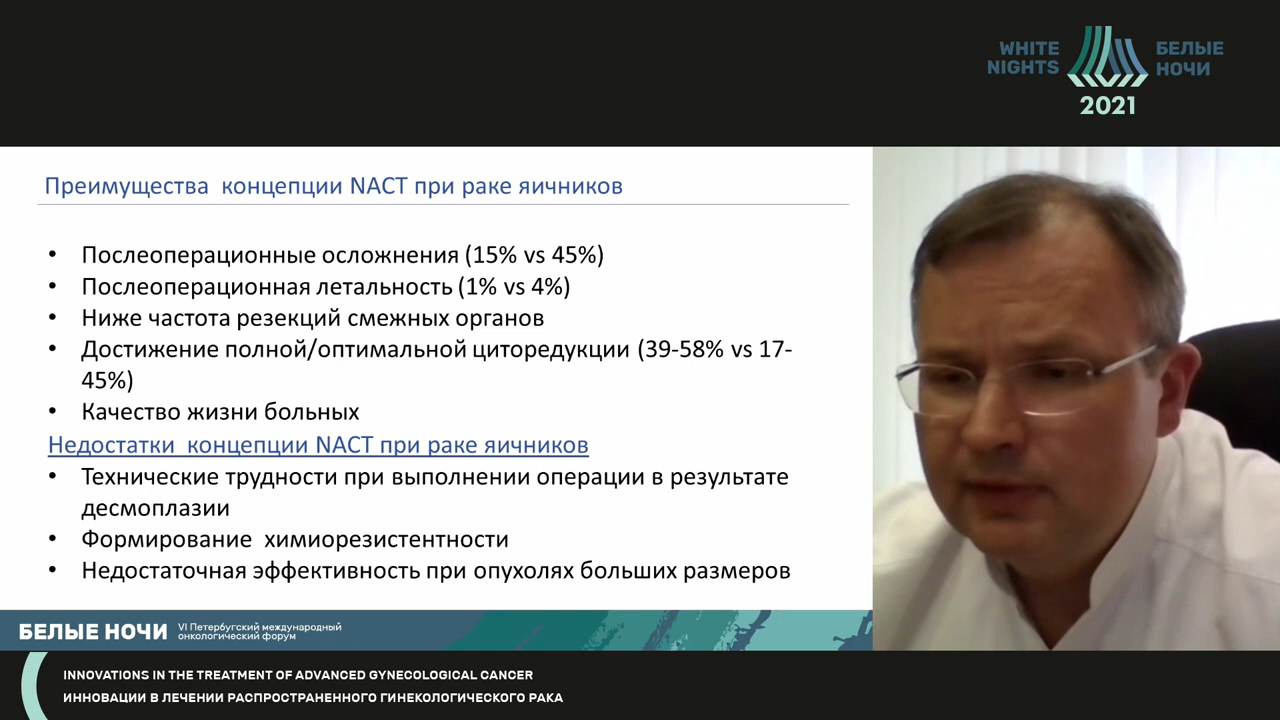 WHITE
NIGHTS
БЕЛЫЕ
НОЧИ
2021
Преимущества концепции NACT при раке яичников
• Послеоперационные осложнения (15% vs 45%)
• Послеоперационная летальность (1% vs 4%)
• Ниже частота резекций смежных органов
• Достижение полной/оптимальной циторедукции (39-58% vs 17-
45%)
• Качество жизни больных
Недостатки концепции NACT при раке яичников
• Технические трудности при выполнении операции в результате
десмоплазии
• Формирование химиорезистентности
• Недостаточная эффективность при опухолях больших размеров
БЕЛЫЕ НОЧИ
VI Петербургский международный
онкологический форум
INNOVATIONS IN THE TREATMENT OF ADVANCED GYNECOLOGICAL CANCER
ИННОВАЦИИ В ЛЕЧЕНИИ РАСПРОСТРАНЕННОГО ГИНЕКОЛОГИЧЕСКОГО РАКА